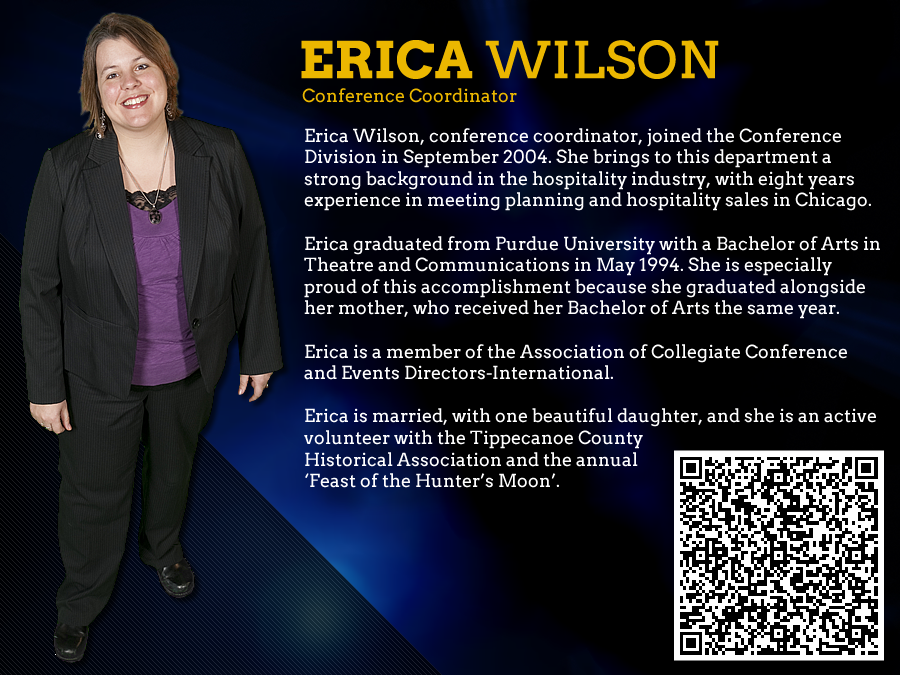 ERICA WILSON
Conference Coordinator
Erica Wilson, conference coordinator, joined the Conference
Division in September 2004. She brings to this department a
strong background in the hospitality industry, with eight years
experience in meeting planning and hospitality sales in Chicago.
Erica graduated from Purdue University with a Bachelor of Arts in
Theatre and Communications in May 1994. She is especially
proud of this accomplishment because she graduated alongside
her mother, who received her Bachelor of Arts the same year.
Erica is a member of the Association of Collegiate Conference
and Events Directors-International.
Erica is married, with one beautiful daughter, and she is an active
volunteer with the Tippecanoe County
Historical Association and the annual
‘Feast of the Hunter’s Moon’.